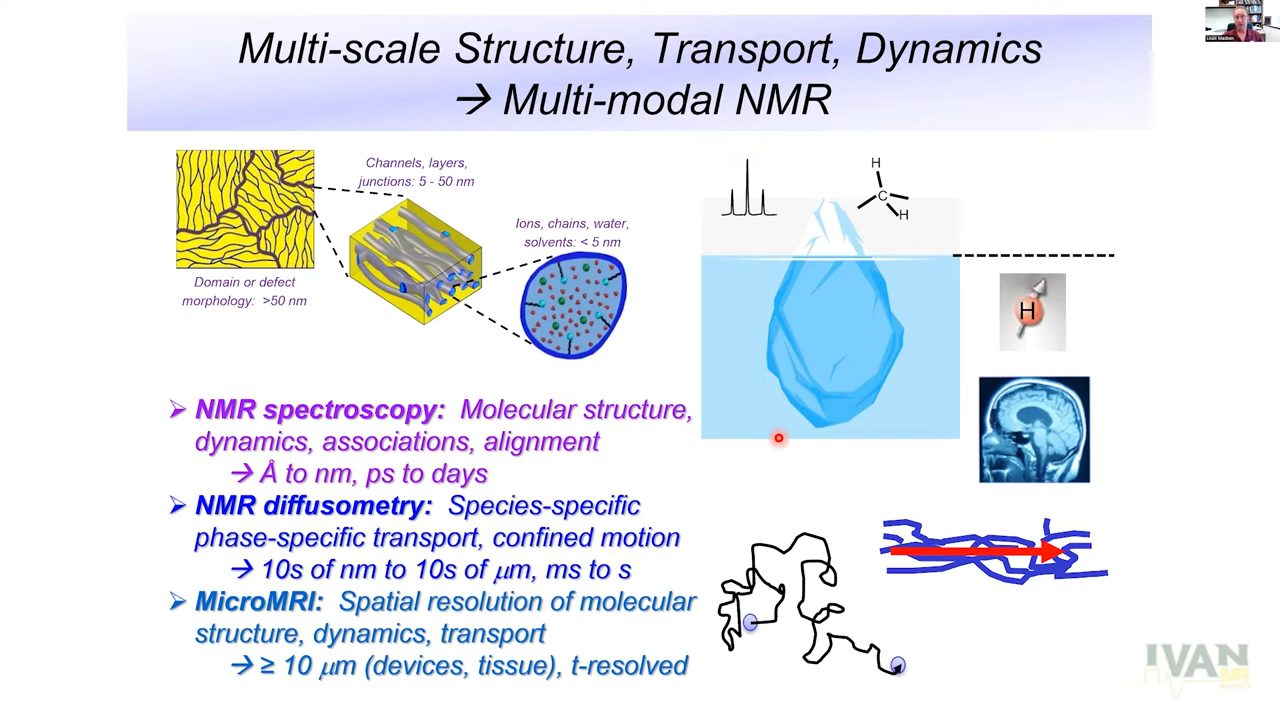 Multi-scale Structure, Transport, Dynamics
→ Multi-modal NMR
Channels, layers,
junctions: 5 - 50 nm
Ions, chains, water,
solvents: < 5 nm
Domain or defect
morphology: >50 nm
H
C
H
H
➢ NMR spectroscopy: Molecular structure,
dynamics, associations, alignment
→ Å to nm, ps to days
➢ NMR diffusometry: Species-specific
phase-specific transport, confined motion
→ 10s of nm to 10s of μm, ms to s
➢ MicroMRI: Spatial resolution of molecular
structure, dynamics, transport
→ ≥ 10 μm (devices, tissue), t-resolved
IVAN
MR
Louis Madsen